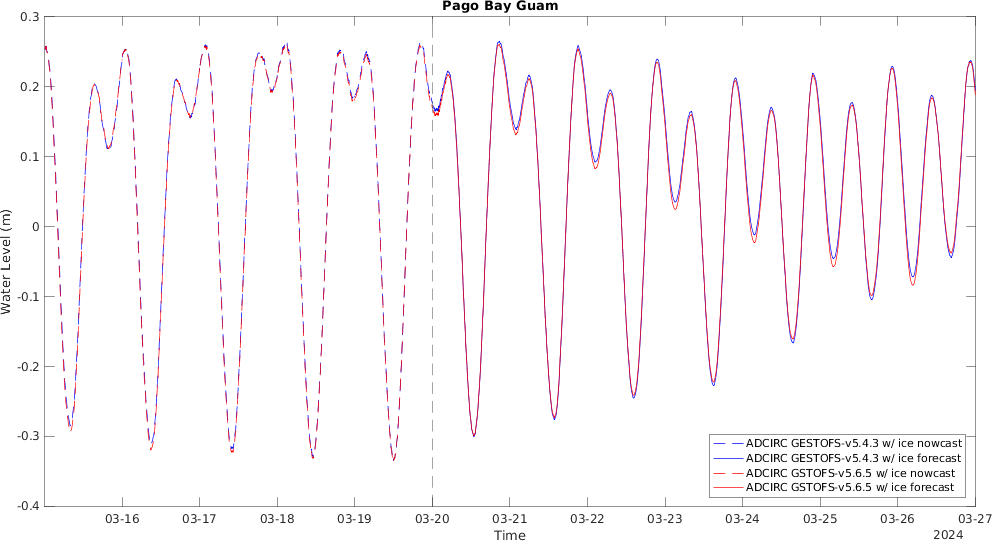 Pago Bay Guam
0.3
0.2
0.1
0
-0.1
-0.2
-0.3
-0.4
Water Level (m)
ADCIRC GESTOFS-v5.4.3 w/ ice nowcast
ADCIRC GESTOFS-v5.4.3 w/ ice forecast
ADCIRC GSTOFS-v5.6.5 w/ ice nowcast
ADCIRC GSTOFS-v5.6.5 w/ ice forecast
03-16 03-17 03-18 03-19 03-20 03-21 03-22 03-23 03-24 03-25 03-26 03-27
Time
2024